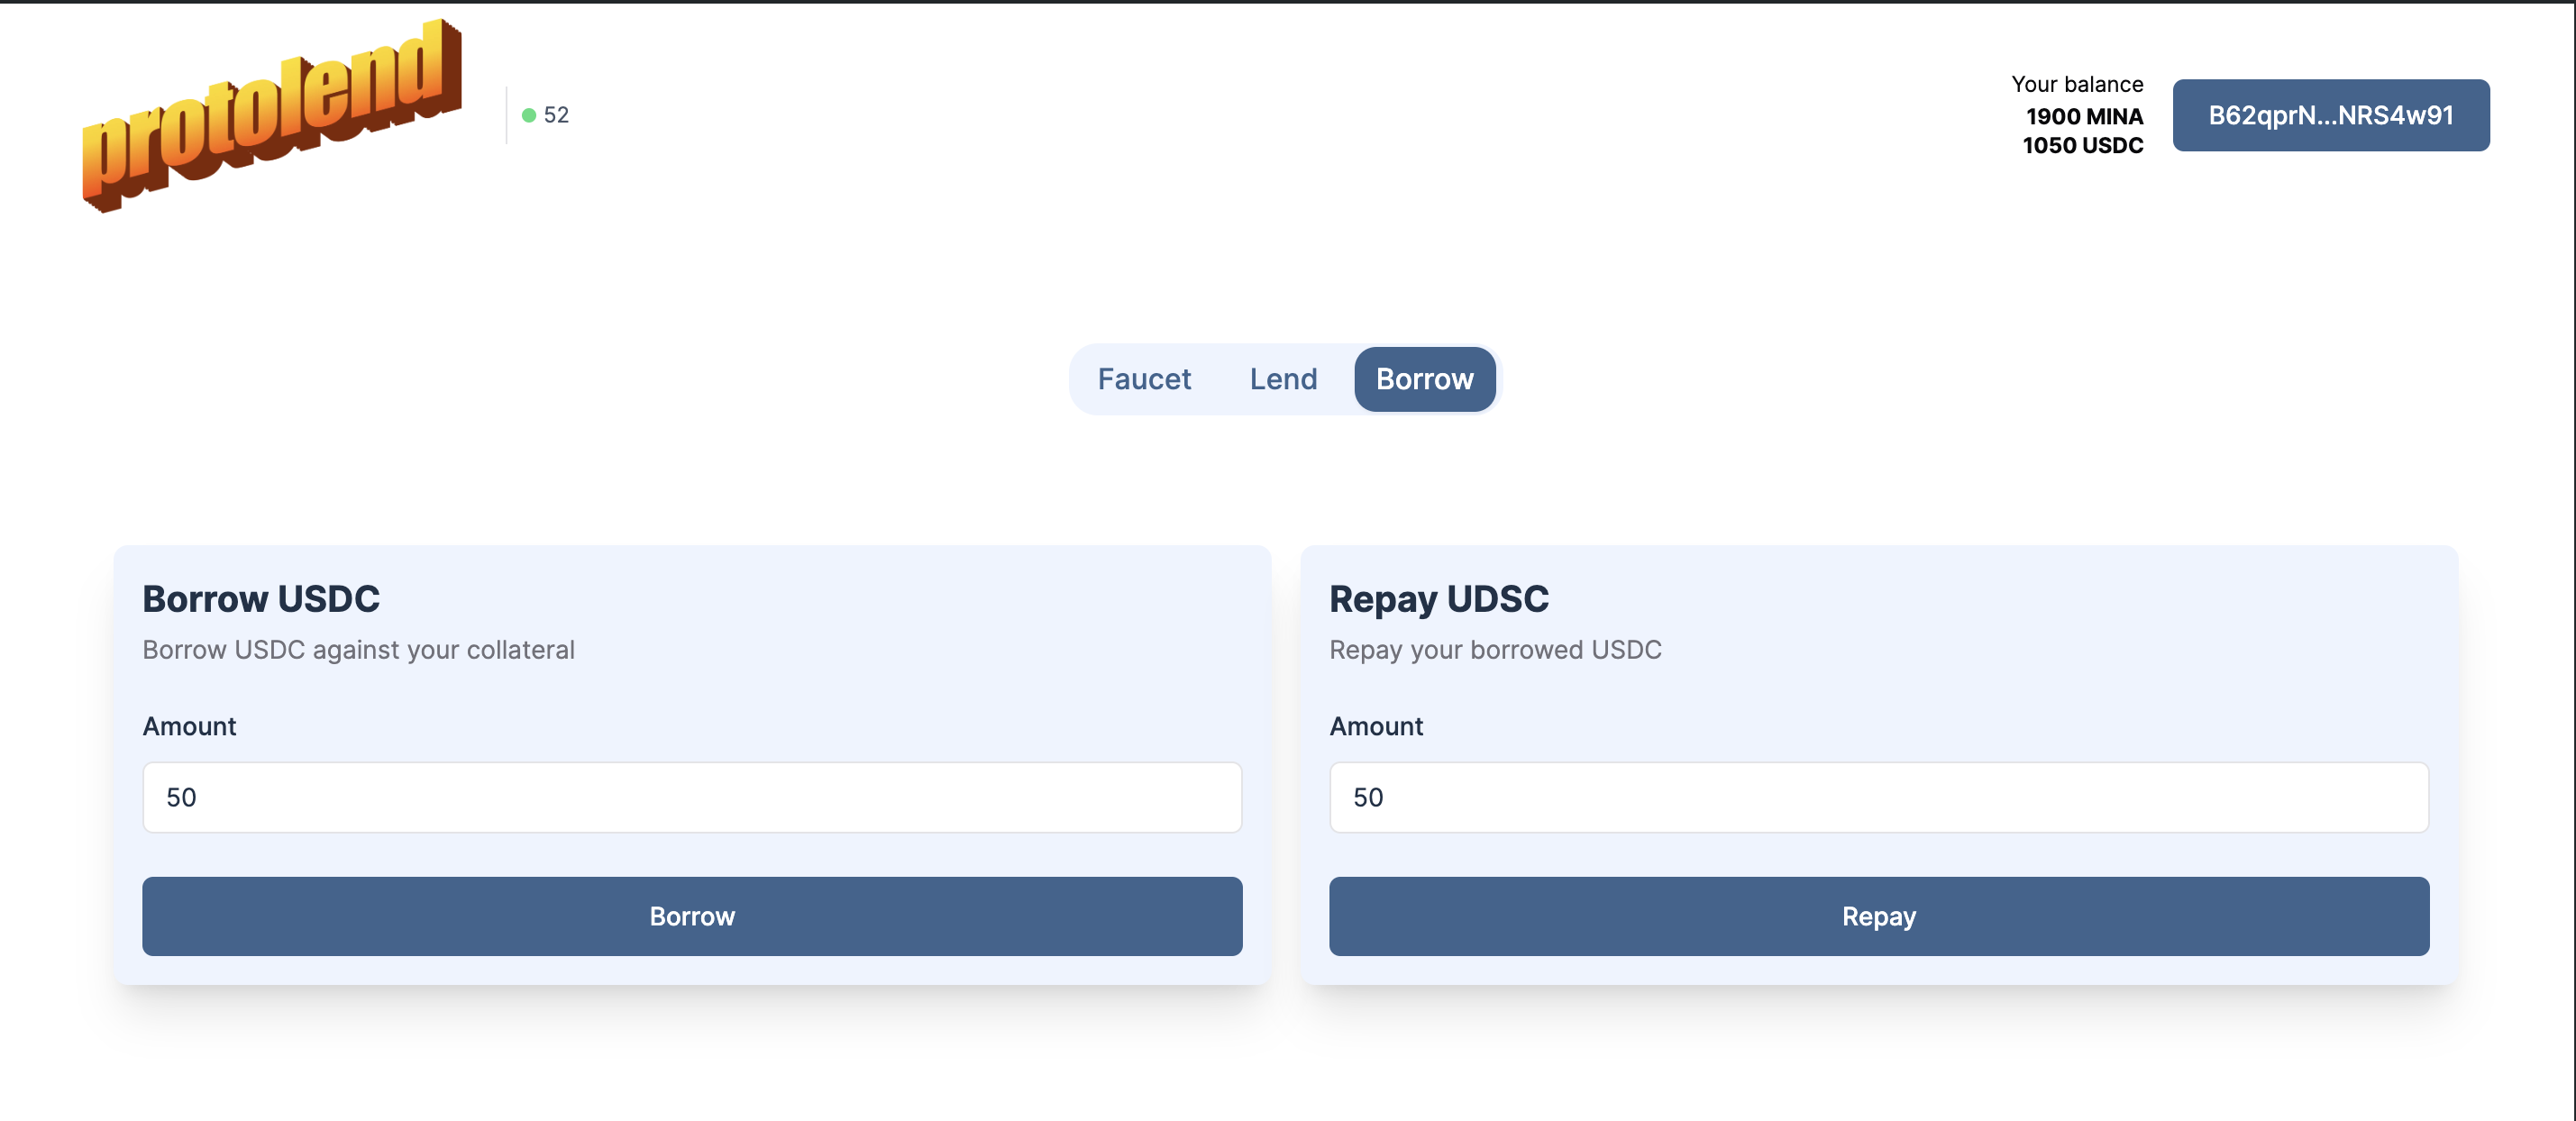 protolend
52
Your balance
1900 MINA
1050 USDC
B62qprN...NRS4w91
Faucet Lend Borrow
Borrow USDC
Borrow USDC against your collateral
Amount
50
Borrow
Repay UDSC
Repay your borrowed USDC
Amount
50
Repay